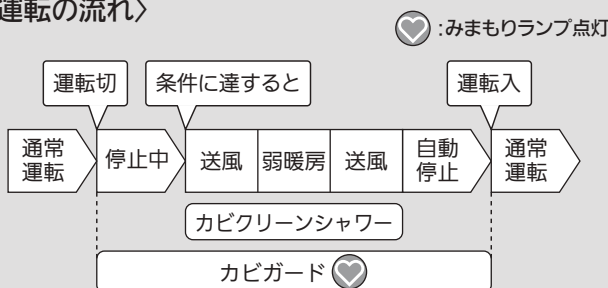 運転の流れ〉
:みまもりランプ点灯
運転切
条件に達すると
運転入
通常
運転
停止中
送風
弱暖房
送風
自動
停止
通常
運転
カビクリーンシャワー
カビガード